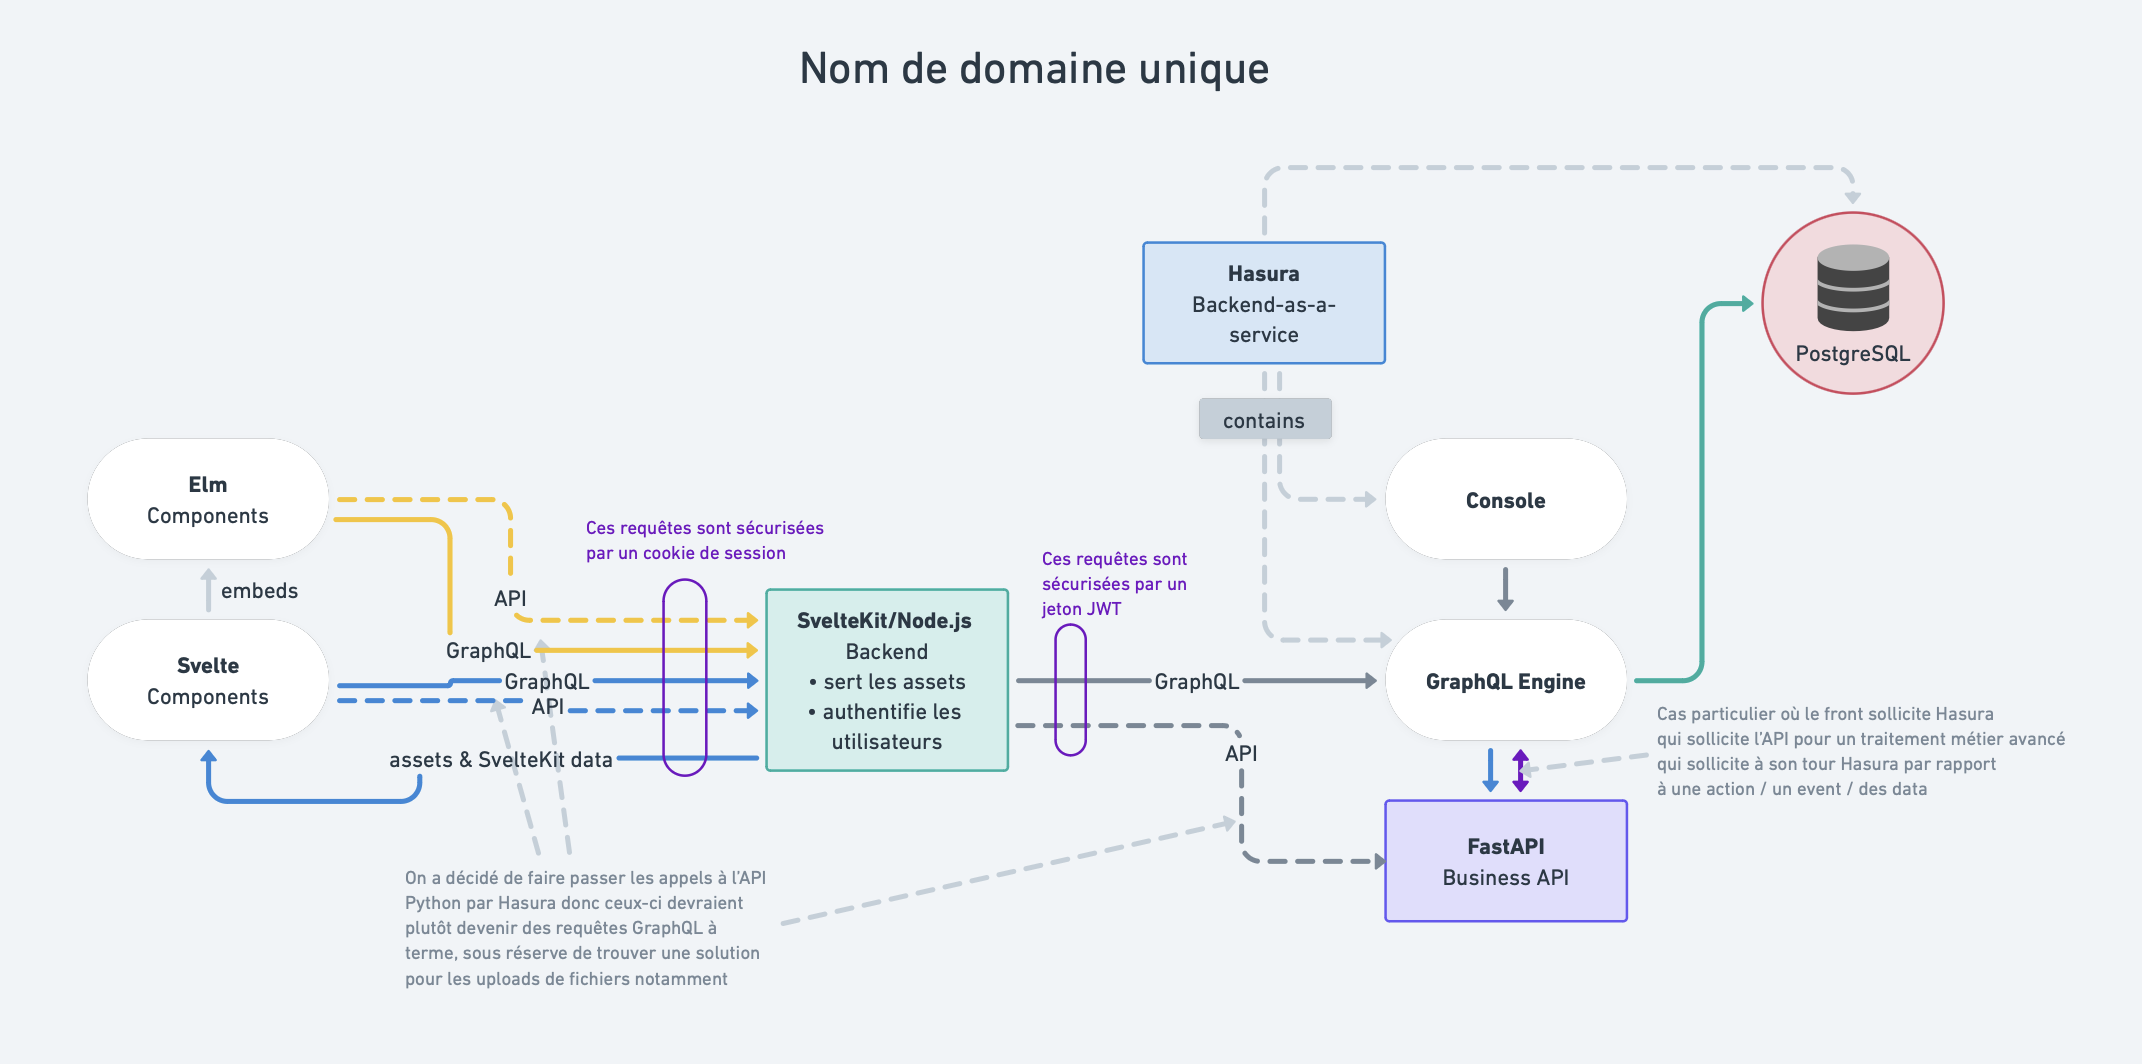 Nom de domaine unique
Hasura
Backend-as-a-
service
PostgreSQL
contains
Elm
Components
Console
embeds
Ces requêtes sont sécurisées
par un cookie de session
Ces requêtes sont
sécurisées par un
jeton JWT
API
GraphQL
Svelte
Components
GraphQL
API
assets & SvelteKit data
SvelteKit/Node.js
Backend
• sert les assets
• authentifie les
utilisateurs
GraphQL
API
GraphQL Engine
Cas particulier où le front sollicite Hasura
qui sollicite l’API pour un traitement métier avancé
qui sollicite à son tour Hasura par rapport
à une action / un event / des data
FastAPI
Business API
On a décidé de faire passer les appels à l’API
Python par Hasura donc ceux-ci devraient
plutôt devenir des requêtes GraphQL à
terme, sous réserve de trouver une solution
pour les uploads de fichiers notamment